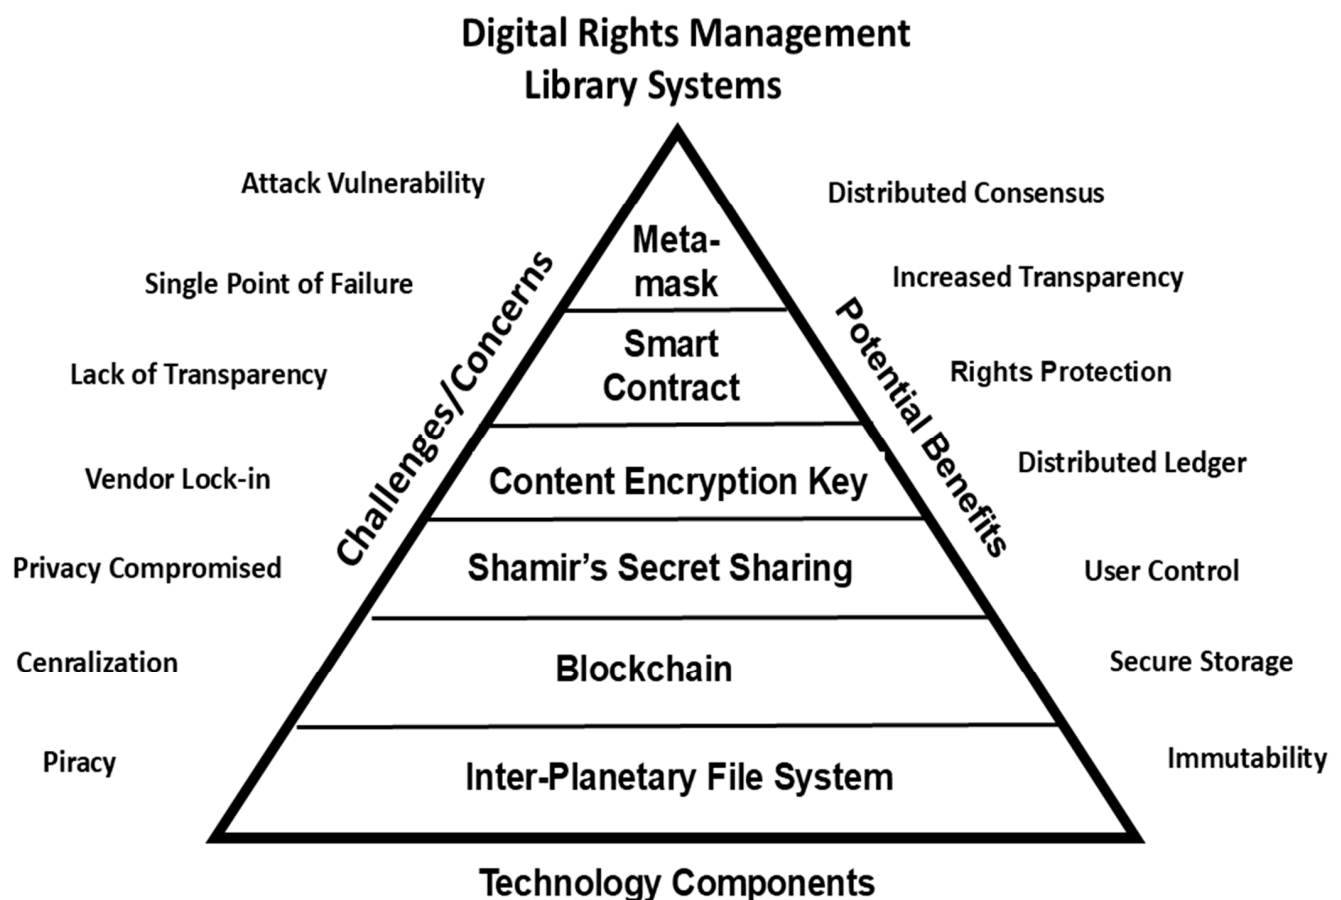 Digital Rights Management
Library Systems
Attack Vulnerability
Single Point of Failure
Lack of Transparency
Vendor Lock-in
Privacy Compromised
Cenralization
Piracy
Challenges/Concerns
Meta-
mask
Smart
Contract
Content Encryption Key
Shamir’s Secret Sharing
Blockchain
Inter-Planetary File System
Potential Benefits
Distributed Consensus
Increased Transparency
Rights Protection
Distributed Ledger
User Control
Secure Storage
Immutability
Technology Components